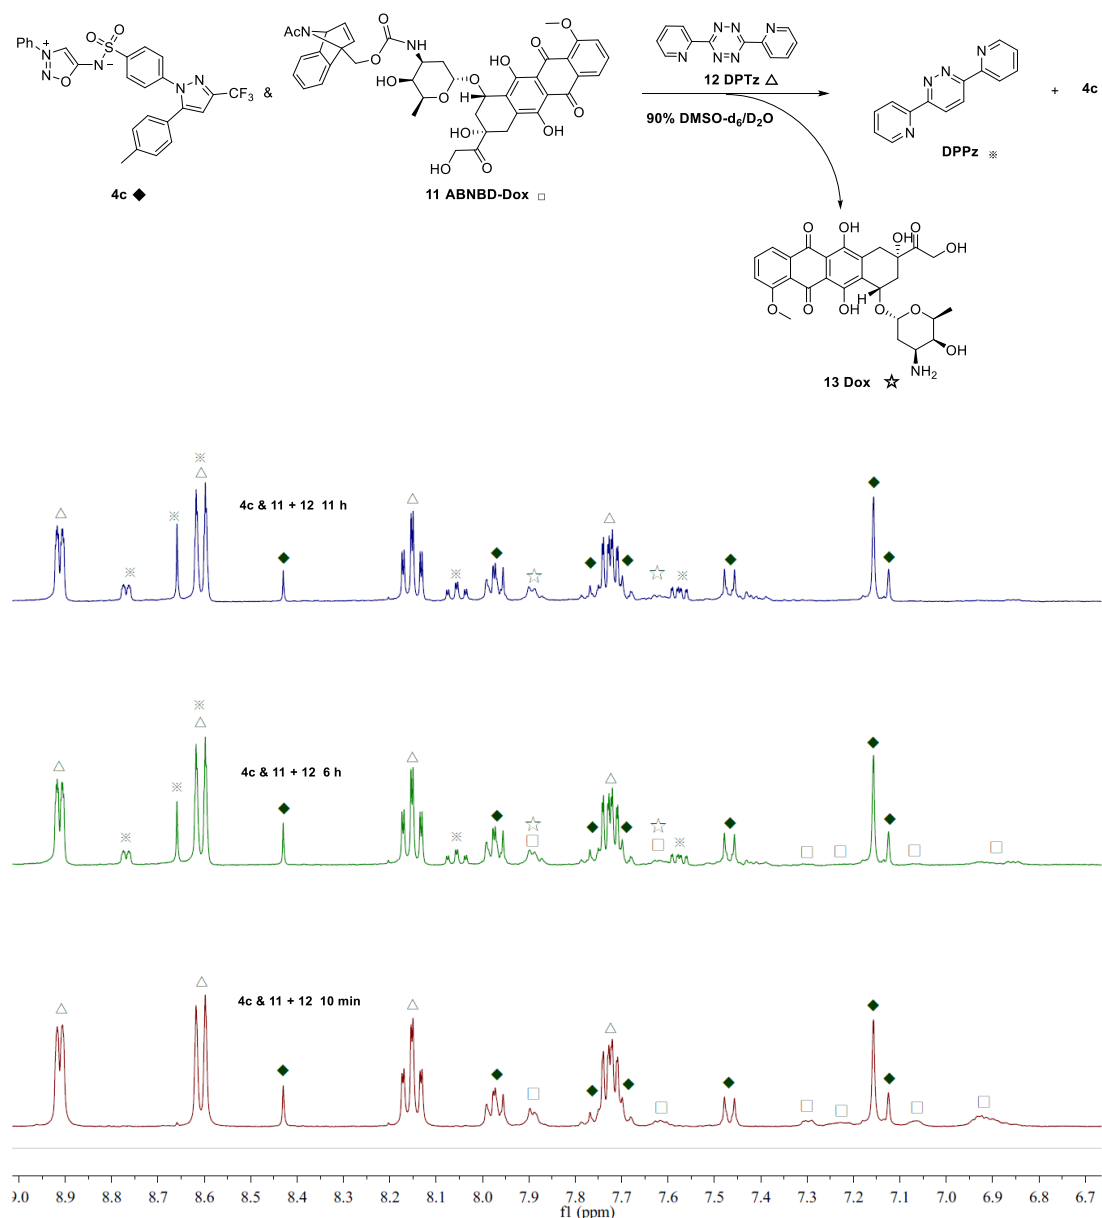 Ph
+
N
N
O
N
−
S
O
O
N
N
CF3
&
4c ◆
AcN
O
O
NH
HO
O
O
H
HO
O
HO
O
OH
O
O
O
OH
11 ABNBD-Dox □
N
N
N
N
N
N
12 DPTz △
90% DMSO-d6/D2O
N
N
N
N
DPPz ※
+ 4c
O
OH
OH
O
OH
O
O
O
H
OH
O
O
OH
NH2
13 Dox ☆
4c & 11 + 12 11 h
4c & 11 + 12 6 h
4c & 11 + 12 10 min
9.0 8.9 8.8 8.7 8.6 8.5 8.4 8.3 8.2 8.1 8.0 7.9 7.8 7.7 7.6 7.5 7.4 7.3 7.2 7.1 7.0 6.9 6.8 6.7
f1 (ppm)